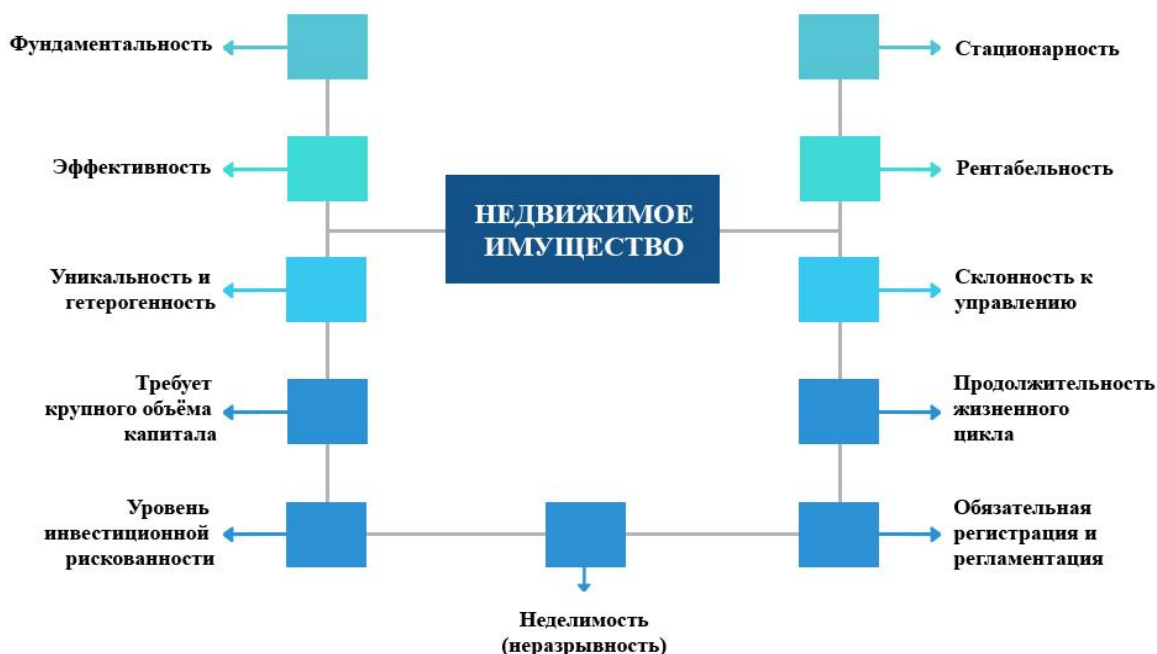 НЕДВИЖИМОЕ
ИМУЩЕСТВО
Фундаментальность
Эффективность
Уникальность и
гетерогенность
Требует
крупного объёма
капитала
Уровень
инвестиционной
рискованности
Неделимость
(неразрывность)
Стационарность
Рентабельность
Склонность к
управлению
Продолжительность
жизненного
цикла
Обязательная
регистрация и
регламентация